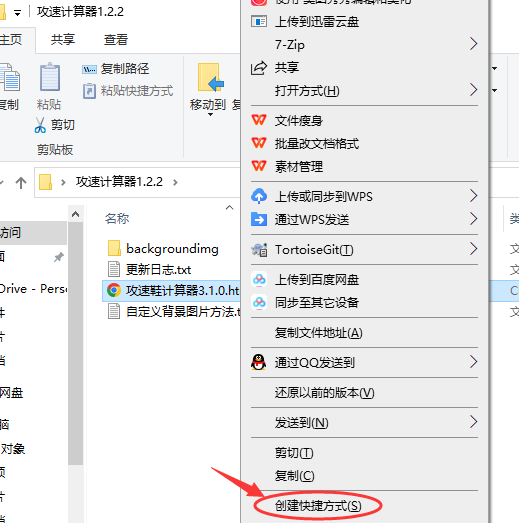 攻速计算器1.2.2
主页
共享
查看
复制
粘贴
复制路径
粘贴快捷方式
剪切
剪贴板
移动到
复
攻速计算器1.2.2
名称
类
访问
面
Drive - Perso
件
片
档
网盘
脑
对象
频
片
档
backgroundimg
更新日志.txt
攻速鞋计算器3.1.0.ht
自定义背景图片方法.t
C
上传到迅雷云盘
7-Zip
共享
打开方式(H)
文件瘦身
批量改文档格式
素材管理
上传或同步到WPS
通过WPS发送
TortoiseGit(T)
上传到百度网盘
同步至其它设备
复制文件地址(A)
通过QQ发送到
还原以前的版本(V)
发送到(N)
剪切(T)
复制(C)
创建快捷方式(S)